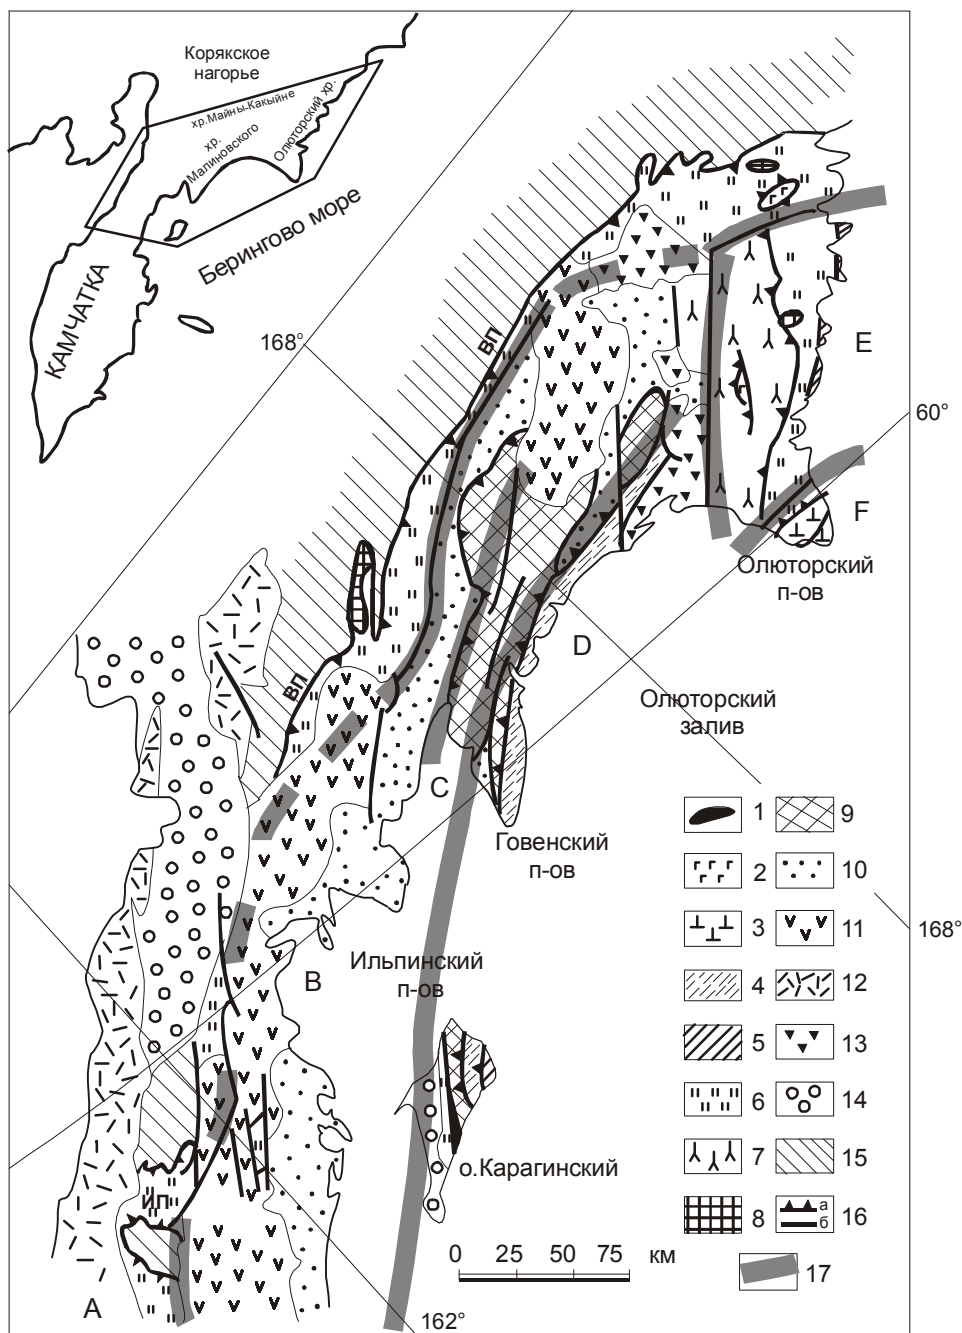 Корякское
нагорье
хр.Майны-Какыйне
хр.
Малиновского
Олюторский хр.
Берингово море
КАМЧАТКА
168°
ВП
E
60°
F
Олюторский
п-ов
D
ВП
Олюторский
залив
C
Говенский
п-ов
B
Ильпинский
п-ов
168°
о.Карагинский
ИП
A
162°
0 25 50 75 км
1 9
2 10
3 11
4 12
5 13
6 14
7 15
8 а б 16
17